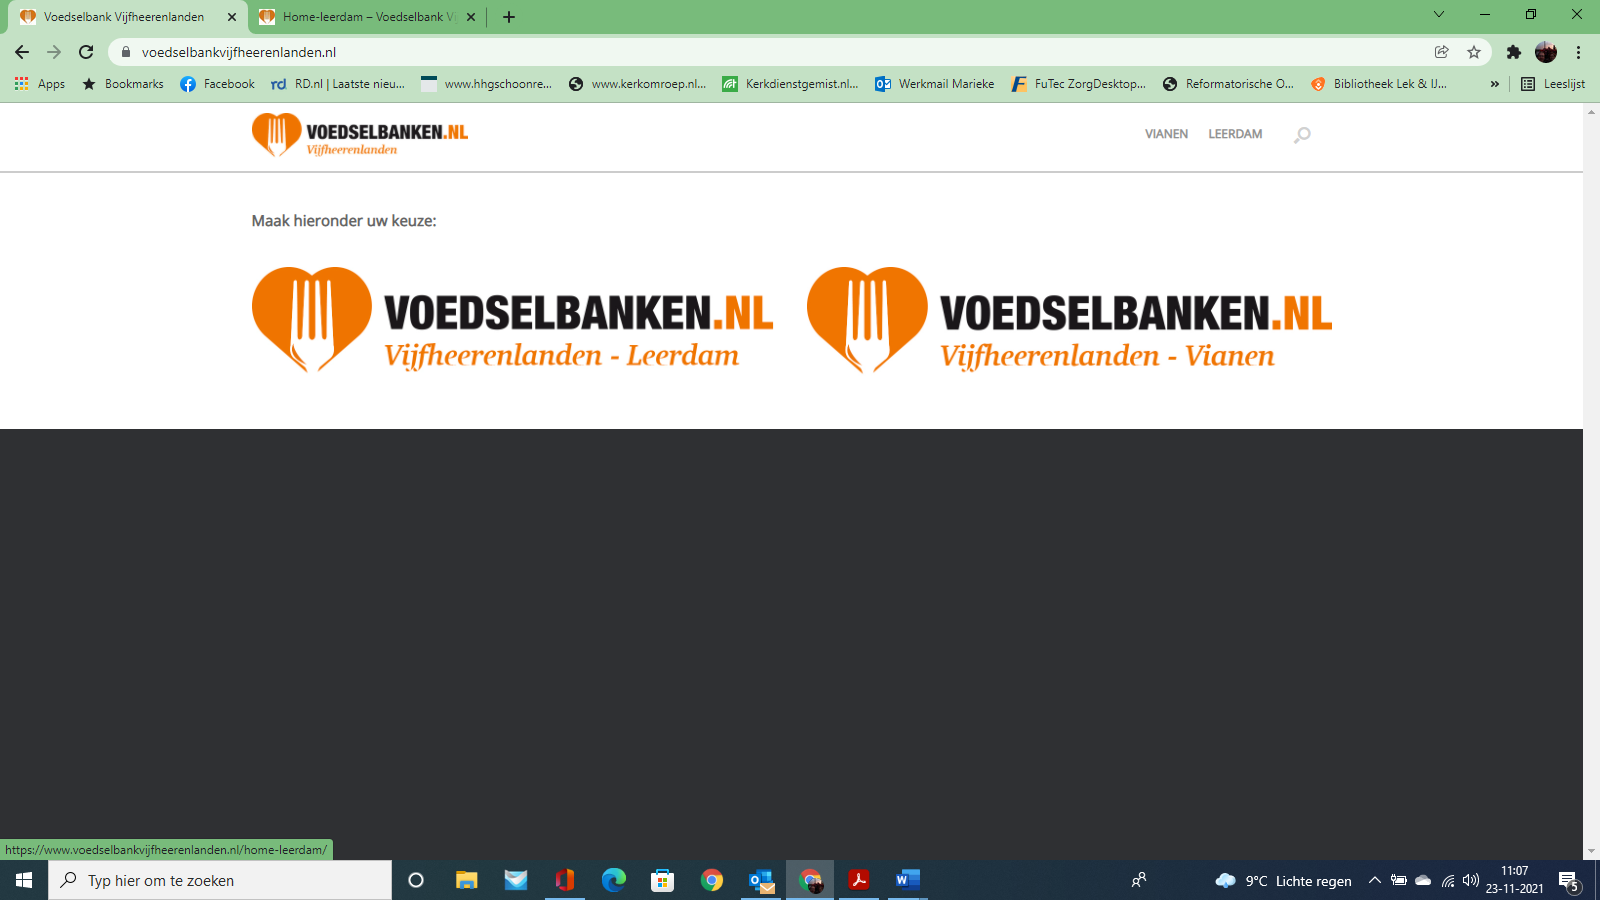 Voedselbank Vijfheerenlanden
Home-leerdam – Voedselbank Vi
voedselbankvijfheerenlanden.nl
Apps Bookmarks Facebook rd RD.nl | Laatste nieu... www.hhgschoonre... www.kerkomroep.nl... Kerkdienstgemist.nl... Werkmail Marieke FuTec ZorgDesktop... Reformatorische O... Bibliotheek Lek & IJ... » Leeslijst
VOEDSELBANKEN.NL
Vijfheerenlanden
VIANEN LEERDAM
Maak hieronder uw keuze:
VOEDSELBANKEN.NL
Vijfheerenlanden - Leerdam
VOEDSELBANKEN.NL
Vijfheerenlanden - Vianen
https://www.voedselbankvijfheerenlanden.nl/home-leerdam/
Typ hier om te zoeken
9°C Lichte regen
11:07
23-11-2021
5